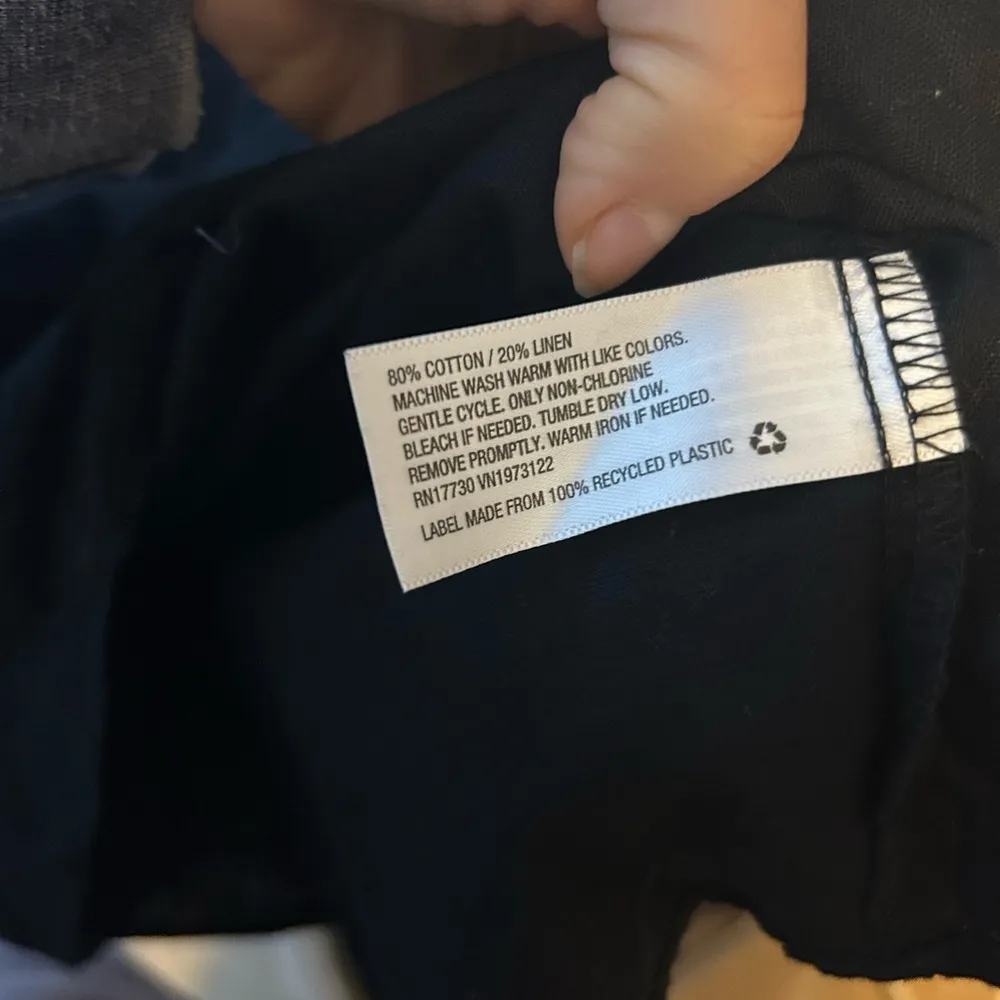 80% COTTON / 20% LINEN
MACHINE WASH WARM WITH LIKE COLORS.
GENTLE CYCLE. ONLY NON-CHLORINE
BLEACH IF NEEDED. TUMBLE DRY LOW.
REMOVE PROMPTLY. WARM IRON IF NEEDED.
RN17730 VN1973122
LABEL MADE FROM 100% RECYCLED PLASTIC